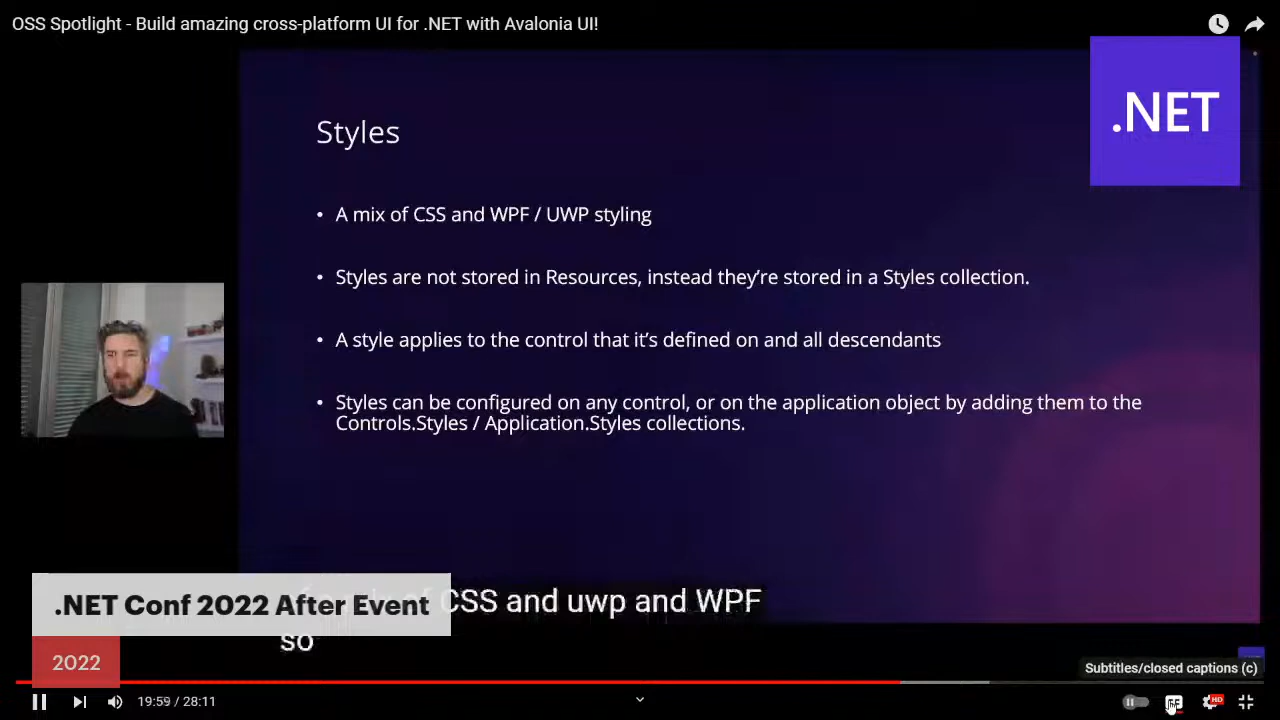 OSS Spotlight - Build amazing cross-platform UI for .NET with Avalonia UI!
.NET
Styles
• A mix of CSS and WPF / UWP styling
• Styles are not stored in Resources, instead they're stored in a Styles collection.
• A style applies to the control that it's defined on and all descendants
• Styles can be configured on any control, or on the application object by adding them to the
Controls.Styles / Application.Styles collections.
.NET Conf 2022 After Event
CSS and uwp and WPF
so
2022
Subtitles/closed captions (c)
19:59 / 28:11
HD